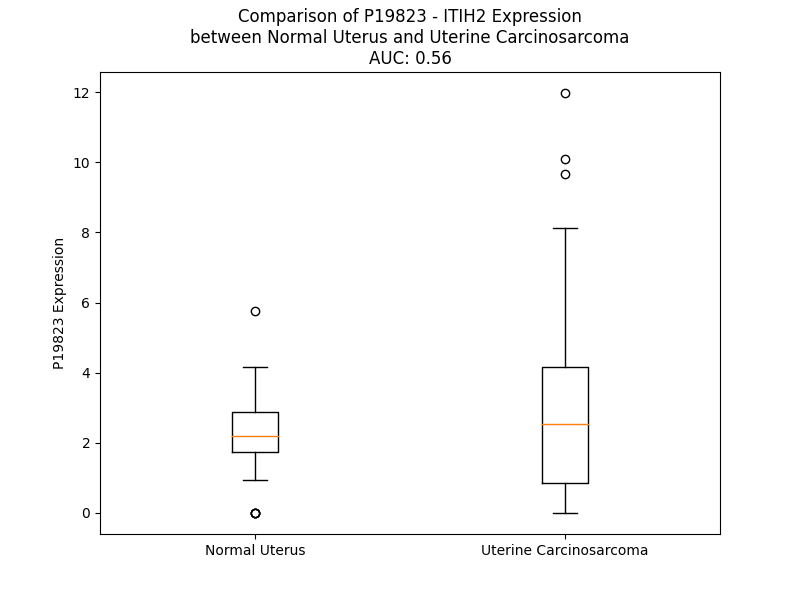 Comparison of P19823 - ITIH2 Expression
between Normal Uterus and Uterine Carcinosarcoma
AUC: 0.56
12
10
8
6
4
2
0
P19823 Expression
Normal Uterus
Uterine Carcinosarcoma